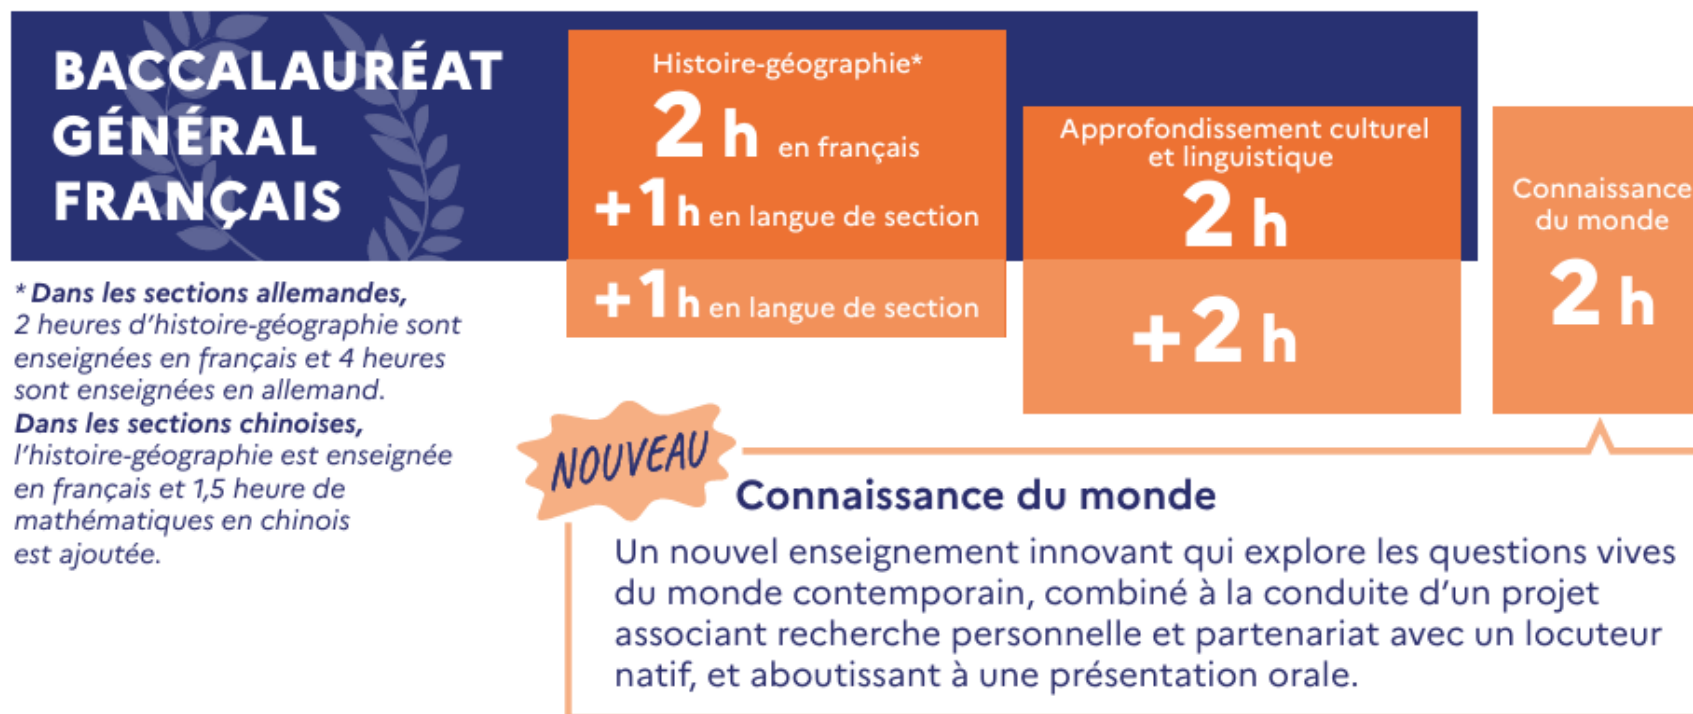 BACCALAURÉAT
GÉNÉRAL
FRANÇAIS
Histoire-géographie*
2 h en français
+1h en langue de section
+1h en langue de section
Approfondissement culturel
et linguistique
2 h
+2 h
Connaissance
du monde
2 h
* Dans les sections allemandes,
2 heures d’histoire-géographie sont
enseignées en français et 4 heures
sont enseignées en allemand.
Dans les sections chinoises,
l’histoire-géographie est enseignée
en français et 1,5 heure de
mathématiques en chinois
est ajoutée.
NOUVEAU
Connaissance du monde
Un nouvel enseignement innovant qui explore les questions vives
du monde contemporain, combiné à la conduite d’un projet
associant recherche personnelle et partenariat avec un locuteur
natif, et aboutissant à une présentation orale.